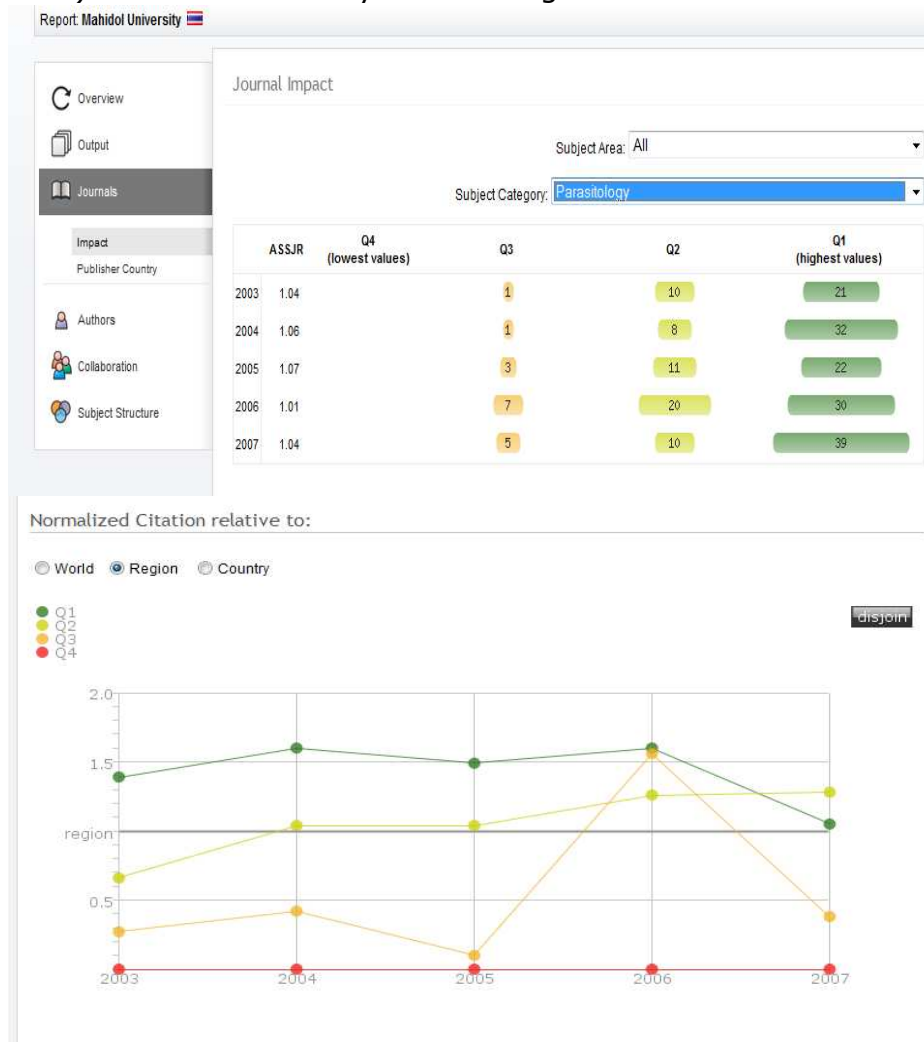 Report: Mahidol University
Overview
Output
Journals
Impact
Publisher Country
Authors
Collaboration
Subject Structure
Journal Impact
Subject Area: All
Subject Category: Parasitology
ASSJR Q4 (lowest values) Q3 Q2 Q1 (highest values)
2003 1.04 1 10 21
2004 1.06 1 8 32
2005 1.07 3 11 22
2006 1.01 7 20 30
2007 1.04 5 10 39
Normalized Citation relative to:
World Region Country
Q1
Q2
Q3
Q4
disjoin
2.0
1.5
region
0.5
2003 2004 2005 2006 2007